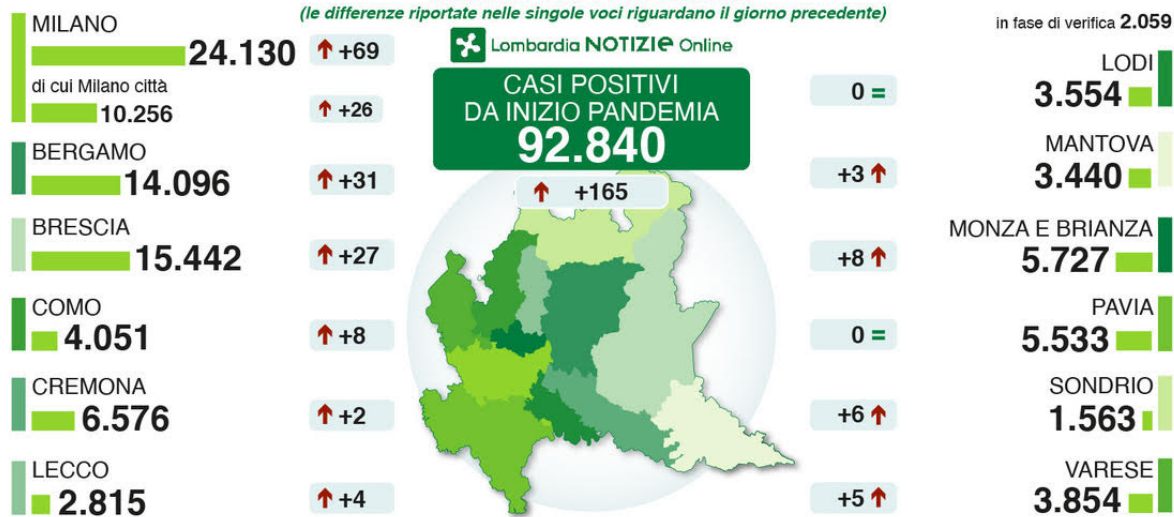 (le differenze riportate nelle singole voci riguardano il giorno precedente)
in fase di verifica 2.059
Lombardia NOTIZIE Online
CASI POSITIVI
DA INIZIO PANDEMIA
92.840
+165
MILANO
24.130 +69
di cui Milano città
10.256 +26
BERGAMO
14.096 +31
BRESCIA
15.442 +27
COMO
4.051 +8
CREMONA
6.576 +2
LECCO
2.815 +4
LODI
0 = 3.554
MANTOVA
+3 3.440
MONZA E BRIANZA
+8 5.727
PAVIA
0 = 5.533
SONDRIO
+6 1.563
VARESE
+5 3.854